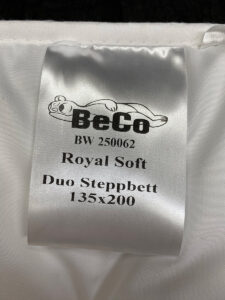 BeCo
BW 250062
Royal Soft
Duo Steppbett
135x200